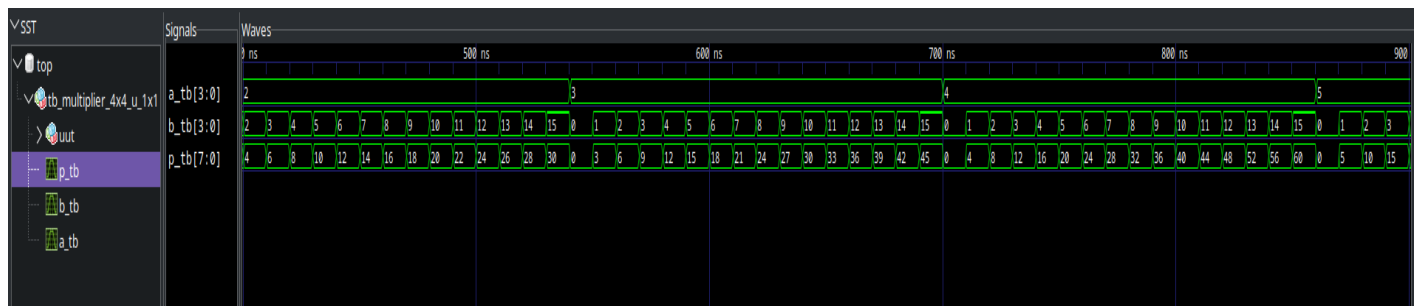 SST
Signals
Waves
0 ns 500 ns 600 ns 700 ns 800 ns 900
top
tb_multiplier_4x4_u_1x1
uut
p_tb
b_tb
a_tb
a_tb[3:0] 2 3 4 5
b_tb[3:0] 2 3 4 5 6 7 8 9 10 11 12 13 14 15 0 1 2 3 4 5 6 7 8 9 10 11 12 13 14 15 0 1 2 3 4 5 6 7 8 9 10 11 12 13 14 15 0 1 2 3
p_tb[7:0] 4 6 8 10 12 14 16 18 20 22 24 26 28 30 0 3 6 9 12 15 18 21 24 27 30 33 36 39 42 45 0 4 8 12 16 20 24 28 32 36 40 44 48 52 56 60 0 5 10 15